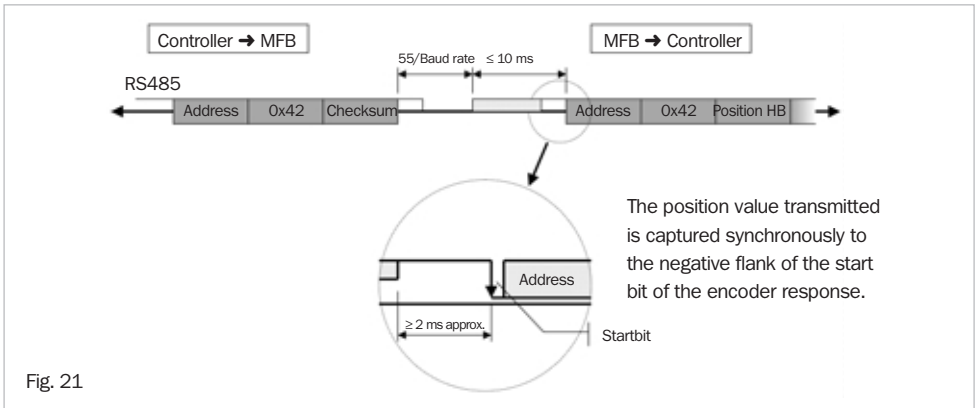 Controller ➔ MFB
MFB ➔ Controller
55/Baud rate
≤ 10 ms
RS485
Address
0x42
Checksum
Address
0x42
Position HB
The position value transmitted
is captured synchronously to
the negative flank of the start
bit of the encoder response.
Address
≥ 2 ms approx.
Startbit
Fig. 21